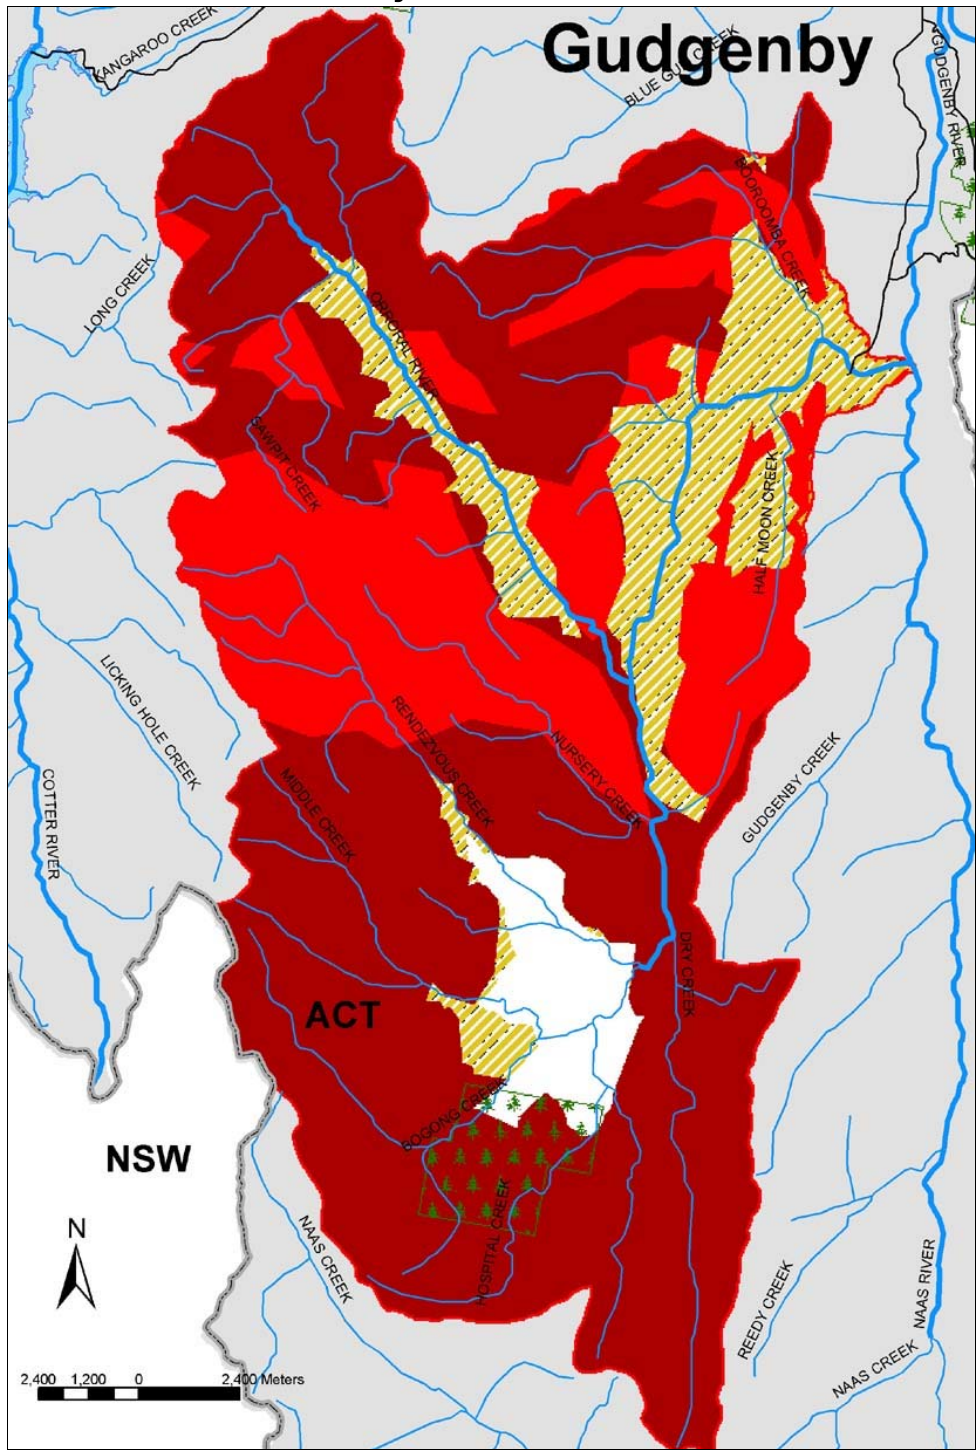 Gudgenby
KANGAROO CREEK
BLUE GUM CREEK
GUDGENBY RIVER
BOOROOMBA CREEK
LONG CREEK
ORRORAL RIVER
SAWPIT CREEK
HALF MOON CREEK
LICKING HOLE CREEK
RENDEZVOUS CREEK
NURSERY CREEK
GUDGENBY CREEK
MIDDLE CREEK
COTTER RIVER
DRY CREEK
ACT
BOGONG CREEK
NSW
HOSPITAL CREEK
N
NAAS CREEK
NAAS RIVER
REEDY CREEK
NAAS CREEK
2,400 1,200 0 2,400 Meters